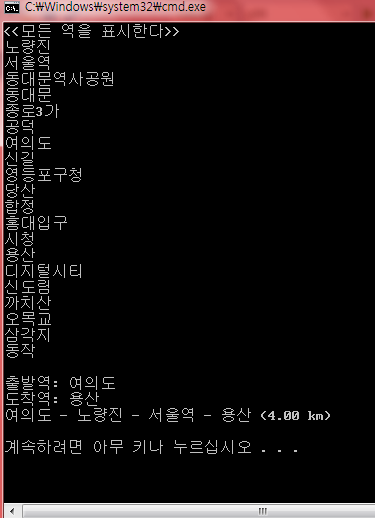 C:\Windows\system32\cmd.exe
<<모든 역을 표시한다>>
노량진
서울역
동대문역사공원
동대문
종로3가
공덕
여의도
신길
영등포구청
당산
합정
홍대입구
시청
용산
디지털시티
신도림
까치산
오목교
삼각지
동작
출발역: 여의도
도착역: 용산
여의도 - 노량진 - 서울역 - 용산 (4.00 km)
계속하려면 아무 키나 누르십시오 . . .